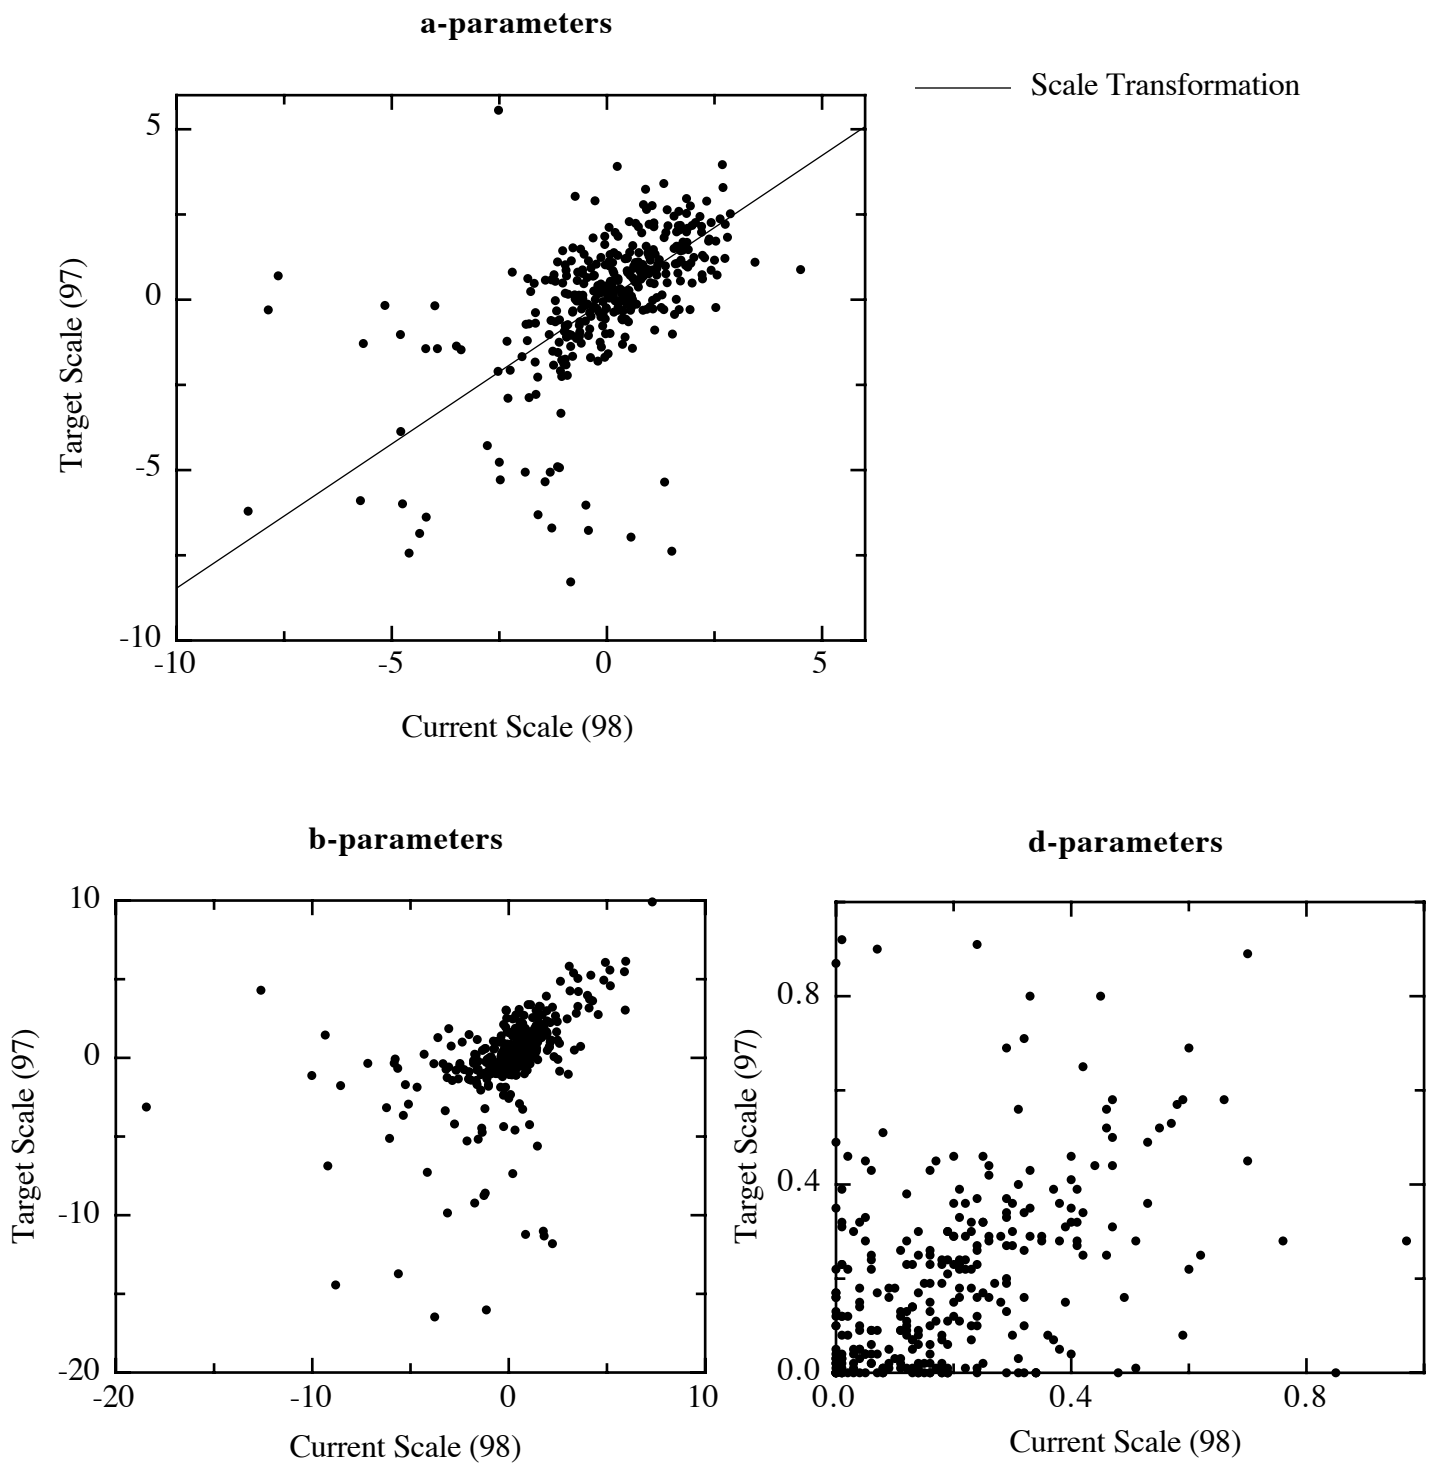 a-parameters
Scale Transformation
5
0
-5
-10
Target Scale (97)
-10 -5 0 5
Current Scale (98)
b-parameters
10
0
-10
-20
Target Scale (97)
-20 -10 0 10
Current Scale (98)
d-parameters
0.8
0.4
0.0
Target Scale (97)
0.0 0.4 0.8
Current Scale (98)